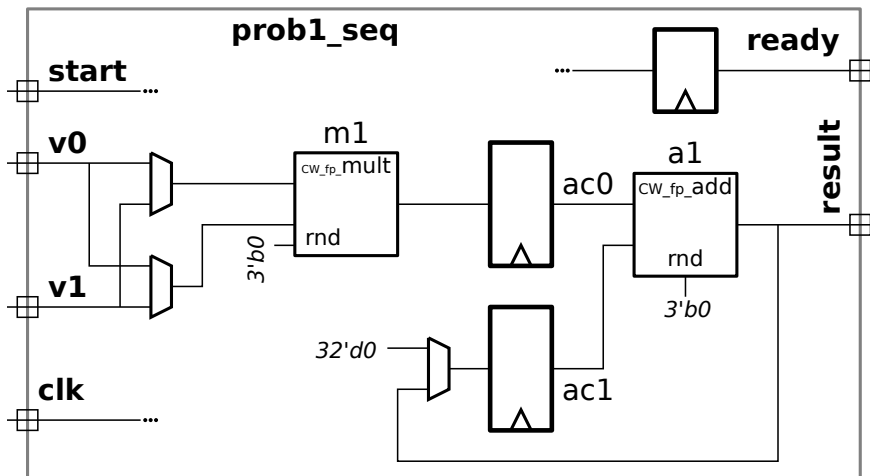 prob1_seq
start
...
...
ready
v0
m1
CW_fp_mult
rnd
3'b0
ac0
a1
CW_fp_add
rnd
3'b0
result
v1
32'd0
ac1
clk
...